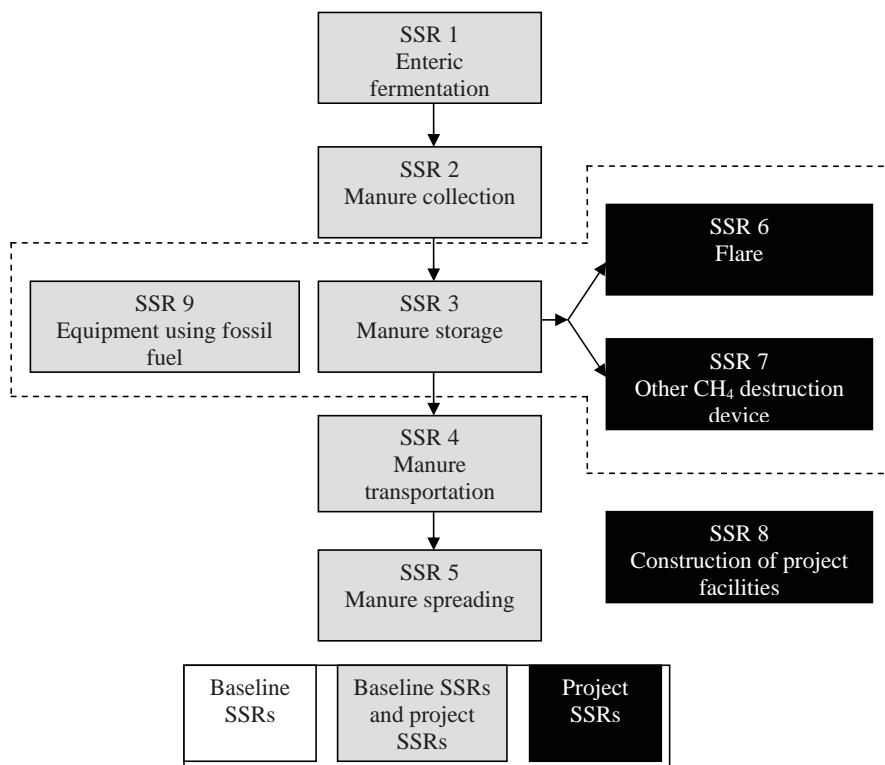 SSR 1
Enteric
fermentation
SSR 2
Manure collection
SSR 6
Flare
SSR 9
Equipment using fossil
fuel
SSR 3
Manure storage
SSR 7
Other CH₄ destruction
device
SSR 4
Manure
transportation
SSR 8
Construction of project
facilities
SSR 5
Manure spreading
Baseline
SSRs
Baseline SSRs
and project
SSRs
Project
SSRs